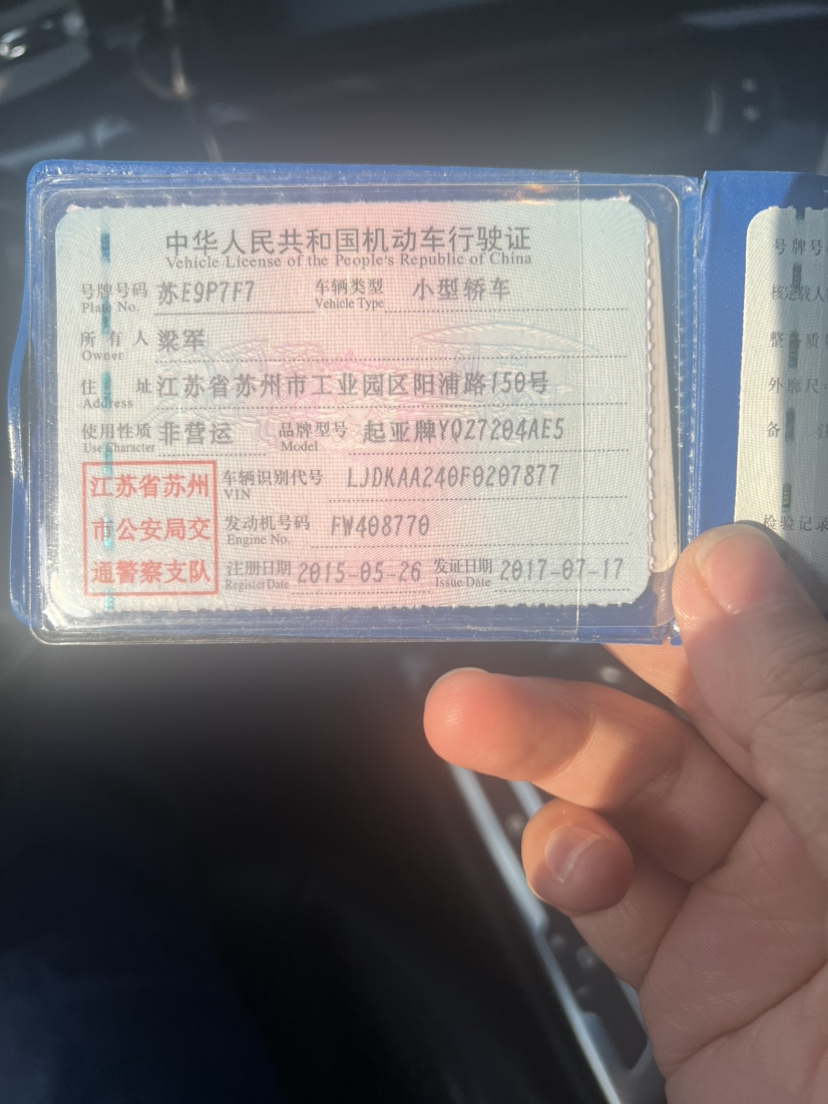 中华人民共和国机动车行驶证
Vehicle License of the People's Republic of China
号牌号码 苏E9P7F7 车辆类型 小型轿车
Plate No. Vehicle Type
所有人 梁军
Owner
住址 江苏省苏州市工业园区阳浦路150号
Address
使用性质 非营运 品牌型号 起亚牌YQZ7204AE5
Use Character Model
江苏省苏州
市公安局交
通警察支队
车辆识别代号 LJDKAA240F0207877
VIN
发动机号码 FW408770
Engine No.
注册日期 2015-05-26 发证日期 2017-07-17
Register Date Issue Date
号牌号
核定载人
整备质
外廓尺
备
检验记录